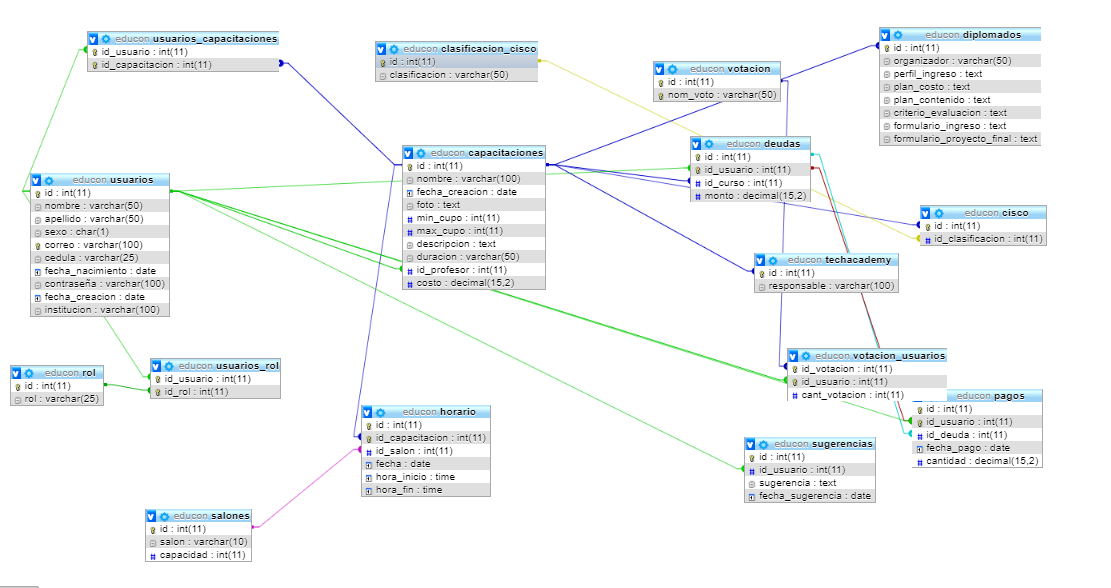 educon usuarios_capacitaciones
id_usuario : int(11)
id_capacitacion : int(11)
educon clasificacion_cisco
id : int(11)
clasificacion : varchar(50)
educon votacion
id : int(11)
nom_voto : varchar(50)
educon diplomados
id : int(11)
organizador : varchar(50)
perfil_ingreso : text
plan_costo : text
plan_contenido : text
criterio_evaluacion : text
formulario_ingreso : text
formulario_proyecto_final : text
educon usuarios
id : int(11)
nombre : varchar(50)
apellido : varchar(50)
sexo : char(1)
correo : varchar(100)
cedula : varchar(25)
fecha_nacimiento : date
contraseña : varchar(100)
fecha_creacion : date
institucion : varchar(100)
educon capacitaciones
id : int(11)
nombre : varchar(100)
fecha_creacion : date
foto : text
min_cupo : int(11)
max_cupo : int(11)
descripcion : text
duracion : varchar(50)
id_profesor : int(11)
costo : decimal(15,2)
educon deudas
id : int(11)
id_usuario : int(11)
id_curso : int(11)
monto : decimal(15,2)
educon cisco
id : int(11)
id_clasificacion : int(11)
educon techacademy
id : int(11)
responsable : varchar(100)
educon rol
id : int(11)
rol : varchar(25)
educon usuarios_rol
id_usuario : int(11)
id_rol : int(11)
educon votacion_usuarios
id_votacion : int(11)
id_usuario : int(11)
cant_votacion : int(11)
educon pagos
id : int(11)
id_usuario : int(11)
id_deuda : int(11)
fecha_pago : date
cantidad : decimal(15,2)
educon horario
id : int(11)
id_capacitacion : int(11)
id_salon : int(11)
fecha : date
hora_inicio : time
hora_fin : time
educon sugerencias
id : int(11)
id_usuario : int(11)
sugerencia : text
fecha_sugerencia : date
educon salones
id : int(11)
salon : varchar(10)
capacidad : int(11)